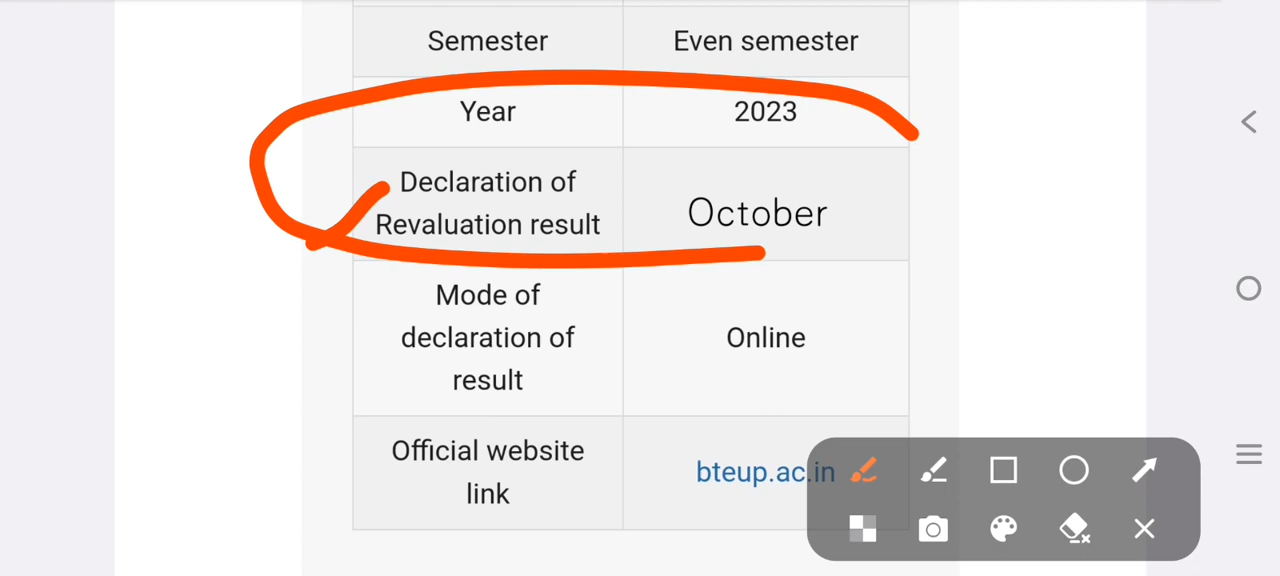 Semester Even semester
Year 2023
Declaration of
Revaluation result October
Mode of
declaration of
result Online
Official website
link bteup.ac.in